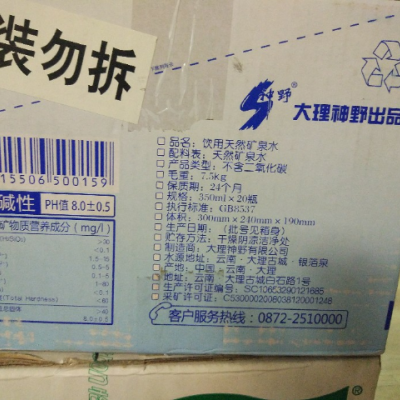 装勿拆
神野®
大理神野出品
品名：饮用天然矿泉水
配料表：天然矿泉水
产品类型：不含二氧化碳
毛重：7.5kg
保质期：24个月
规格：350ml×20瓶
执行标准：GB8537
体积：300mm×240mm×190mm
生产日期：（批号见箱身）
贮存方法：干燥阴凉洁净处
制造商：大理神野有限公司
水源地址：云南·大理古城·银箔泉
产地：中国·云南·大理
地址：云南·大理古城白石路1号
生产许可证编号：SC10653290121685
采矿许可证：C5300002008038120001248
客户服务热线：0872-2510000
15506500159
碱性 PH值 8.0±0.5
矿物质营养成分（mg/l）